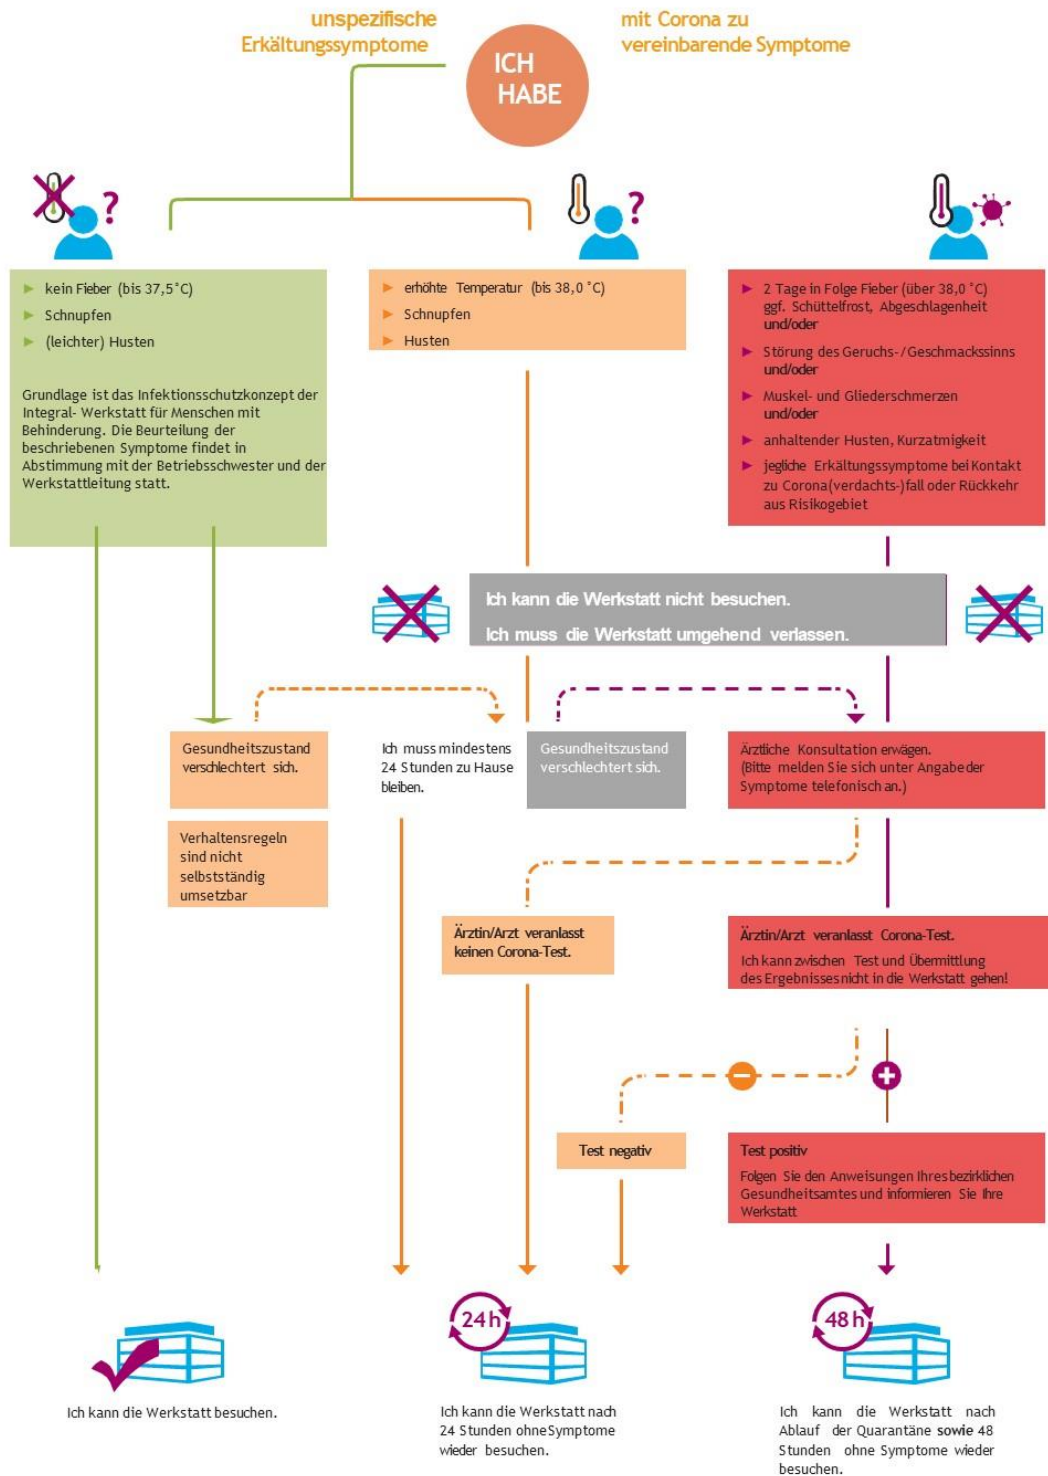 unspezifische
Erkältungssymptome
mit Corona zu
vereinbarende Symptome
ICH
HABE
?
?
► kein Fieber (bis 37,5°C)
► Schnupfen
► (leichter) Husten
Grundlage ist das Infektionsschutzkonzept der
Integral- Werkstatt für Menschen mit
Behinderung. Die Beurteilung der
beschriebenen Symptome findet in
Abstimmung mit der Betriebsschwester und der
Werkstattleitung statt.
► erhöhte Temperatur (bis 38,0 °C)
► Schnupfen
► Husten
► 2 Tage in Folge Fieber (über 38,0 °C)
ggf. Schüttelfrost, Abgeschlagenheit
und/oder
► Störung des Geruchs-/Geschmackssinns
und/oder
► Muskel- und Gliederschmerzen
und/oder
► anhaltender Husten, Kurzatmigkeit
► jegliche Erkältungssymptome bei Kontakt
zu Corona(verdachts-)fall oder Rückkehr
aus Risikogebiet
Ich kann die Werkstatt nicht besuchen.
Ich muss die Werkstatt umgehend verlassen.
Gesundheitszustand
verschlechtert sich.
Ich muss mindestens
24 Stunden zu Hause
bleiben.
Gesundheitszustand
verschlechtert sich.
Ärztliche Konsultation erwägen.
(Bitte melden Sie sich unter Angabe der
Symptome telefonisch an.)
Verhaltensregeln
sind nicht
selbstständig
umsetzbar
Ärztin/Arzt veranlasst
keinen Corona-Test.
Ärztin/Arzt veranlasst Corona-Test.
Ich kann zwischen Test und Übermittlung
des Ergebnisses nicht in die Werkstatt gehen!
Test negativ
Test positiv
Folgen Sie den Anweisungen Ihres bezirklichen
Gesundheitsamtes und informieren Sie Ihre
Werkstatt
24 h
48 h
Ich kann die Werkstatt besuchen.
Ich kann die Werkstatt nach
24 Stunden ohne Symptome
wieder besuchen.
Ich kann die Werkstatt nach
Ablauf der Quarantäne sowie 48
Stunden ohne Symptome wieder
besuchen.